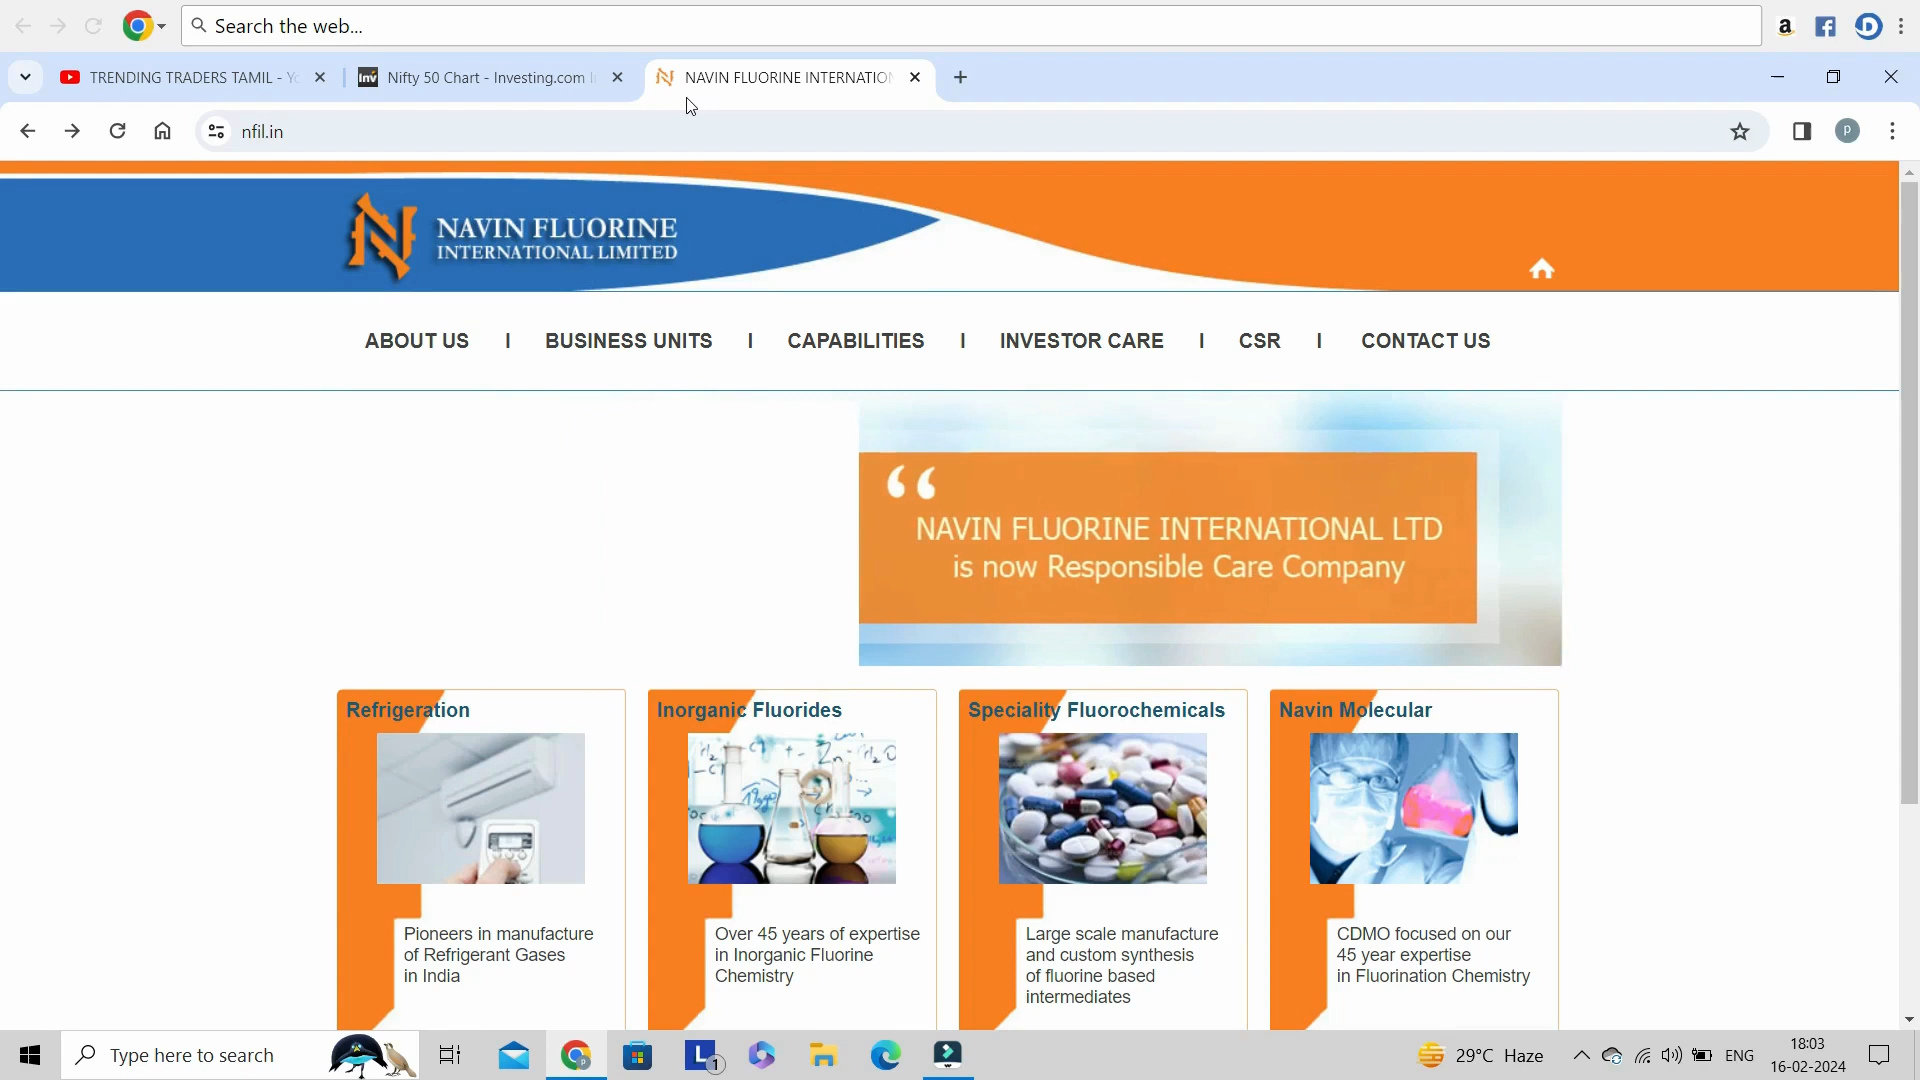 Search the web...
TRENDING TRADERS TAMIL - Yo
Nifty 50 Chart - Investing.com I
NAVIN FLUORINE INTERNATION
nfil.in
NAVIN FLUORINE
INTERNATIONAL LIMITED
ABOUT US I BUSINESS UNITS I CAPABILITIES I INVESTOR CARE I CSR I CONTACT US
“
NAVIN FLUORINE INTERNATIONAL LTD
is now Responsible Care Company
Refrigeration
Pioneers in manufacture
of Refrigerant Gases
in India
Inorganic Fluorides
Over 45 years of expertise
in Inorganic Fluorine
Chemistry
Speciality Fluorochemicals
Large scale manufacture
and custom synthesis
of fluorine based
intermediates
Navin Molecular
CDMO focused on our
45 year expertise
in Fluorination Chemistry
Type here to search
L 1
29°C Haze
ENG
18:03
16-02-2024